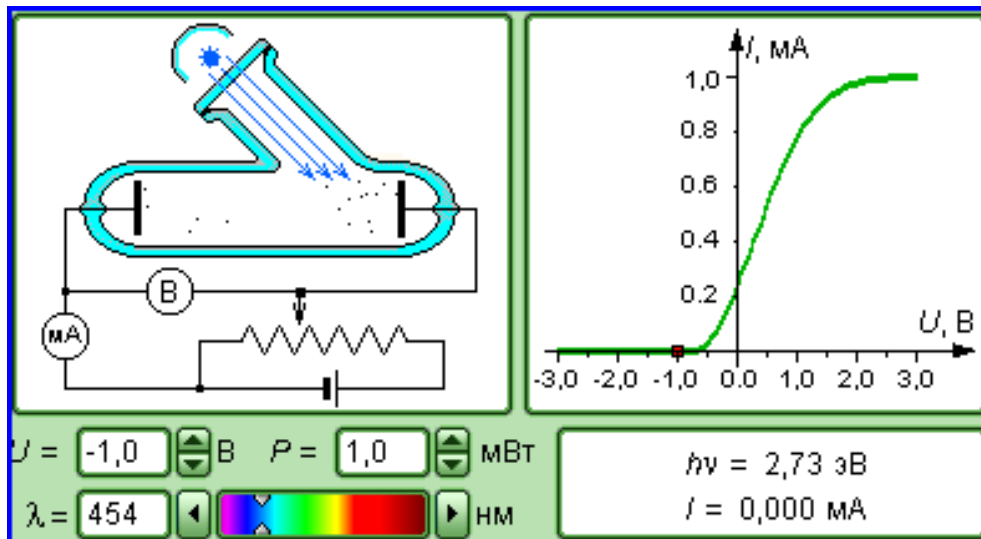 В
мА
I, мА
1,0
0.8
0.6
0.4
0.2
U, В
-3,0 -2,0 -1,0 0.0 1,0 2,0 3,0
U = -1,0 В P = 1,0 мВт
λ = 454 нм
hν = 2,73 эВ
I = 0,000 мА